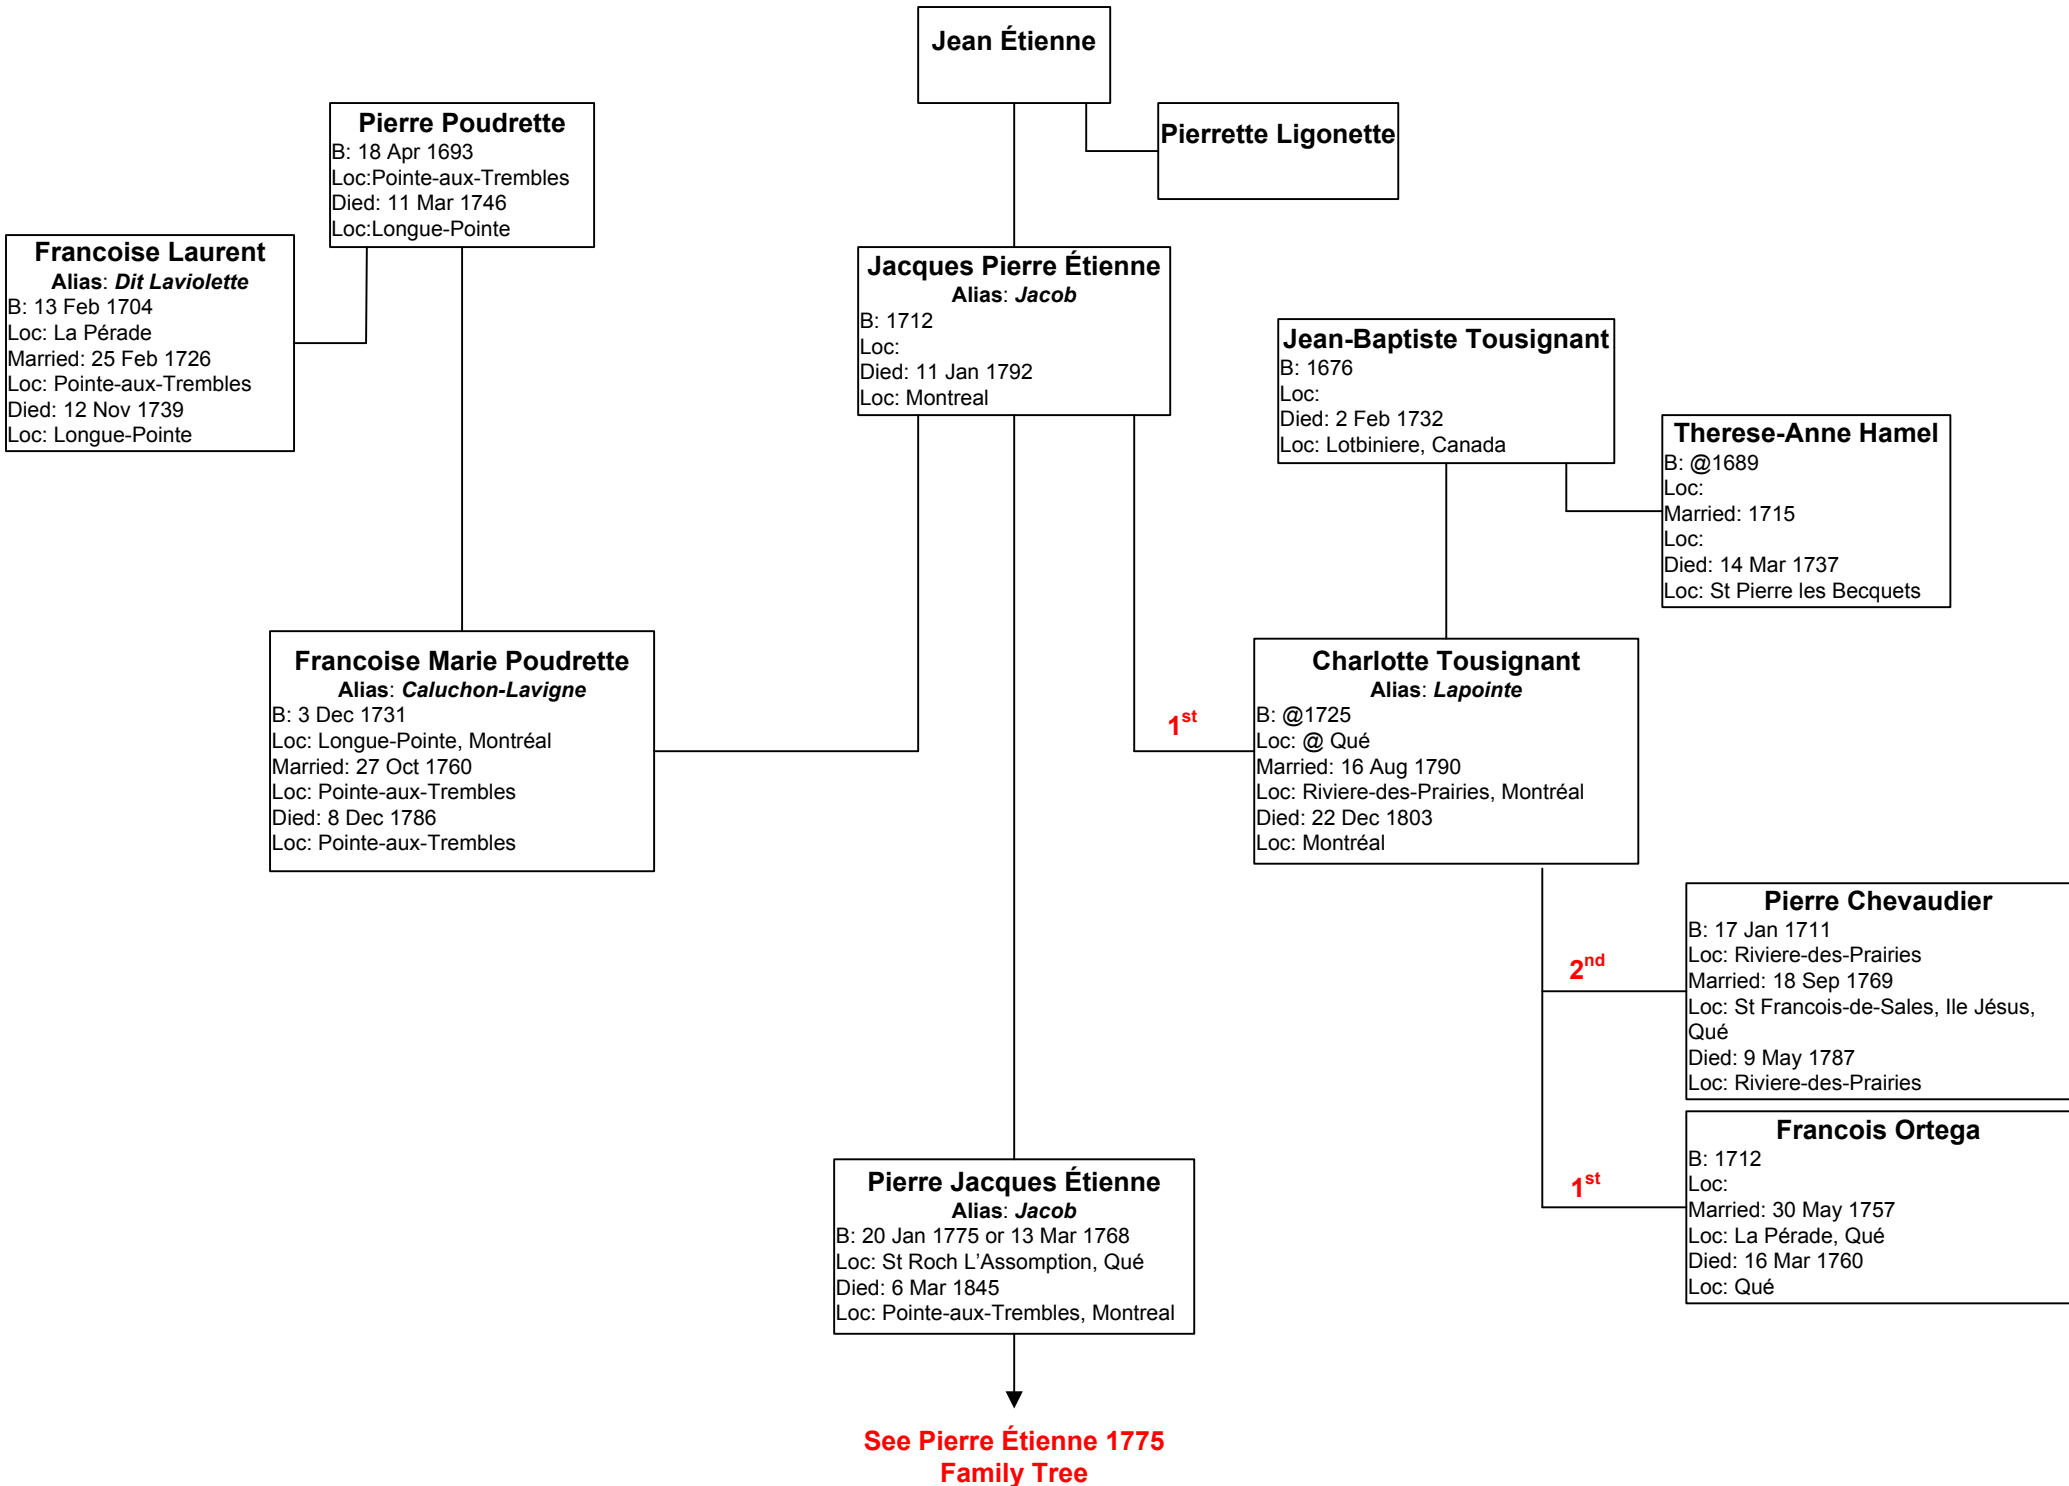 Jean Étienne
Pierrette Ligonette
Pierre Poudrette
B: 18 Apr 1693
Loc:Pointe-aux-Trembles
Died: 11 Mar 1746
Loc:Longue-Pointe
Francoise Laurent
Alias: Dit Laviolette
B: 13 Feb 1704
Loc: La Pérade
Married: 25 Feb 1726
Loc: Pointe-aux-Trembles
Died: 12 Nov 1739
Loc: Longue-Pointe
Jacques Pierre Étienne
Alias: Jacob
B: 1712
Loc:
Died: 11 Jan 1792
Loc: Montreal
Jean-Baptiste Tousignant
B: 1676
Loc:
Died: 2 Feb 1732
Loc: Lotbiniere, Canada
Therese-Anne Hamel
B: @1689
Loc:
Married: 1715
Loc:
Died: 14 Mar 1737
Loc: St Pierre les Becquets
Francoise Marie Poudrette
Alias: Caluchon-Lavigne
B: 3 Dec 1731
Loc: Longue-Pointe, Montréal
Married: 27 Oct 1760
Loc: Pointe-aux-Trembles
Died: 8 Dec 1786
Loc: Pointe-aux-Trembles
1st
Charlotte Tousignant
Alias: Lapointe
B: @1725
Loc: @ Qué
Married: 16 Aug 1790
Loc: Riviere-des-Prairies, Montréal
Died: 22 Dec 1803
Loc: Montréal
2nd
Pierre Chevaudier
B: 17 Jan 1711
Loc: Riviere-des-Prairies
Married: 18 Sep 1769
Loc: St Francois-de-Sales, Ile Jésus,
Qué
Died: 9 May 1787
Loc: Riviere-des-Prairies
1st
Francois Ortega
B: 1712
Loc:
Married: 30 May 1757
Loc: La Pérade, Qué
Died: 16 Mar 1760
Loc: Qué
Pierre Jacques Étienne
Alias: Jacob
B: 20 Jan 1775 or 13 Mar 1768
Loc: St Roch L’Assomption, Qué
Died: 6 Mar 1845
Loc: Pointe-aux-Trembles, Montreal
See Pierre Étienne 1775
Family Tree